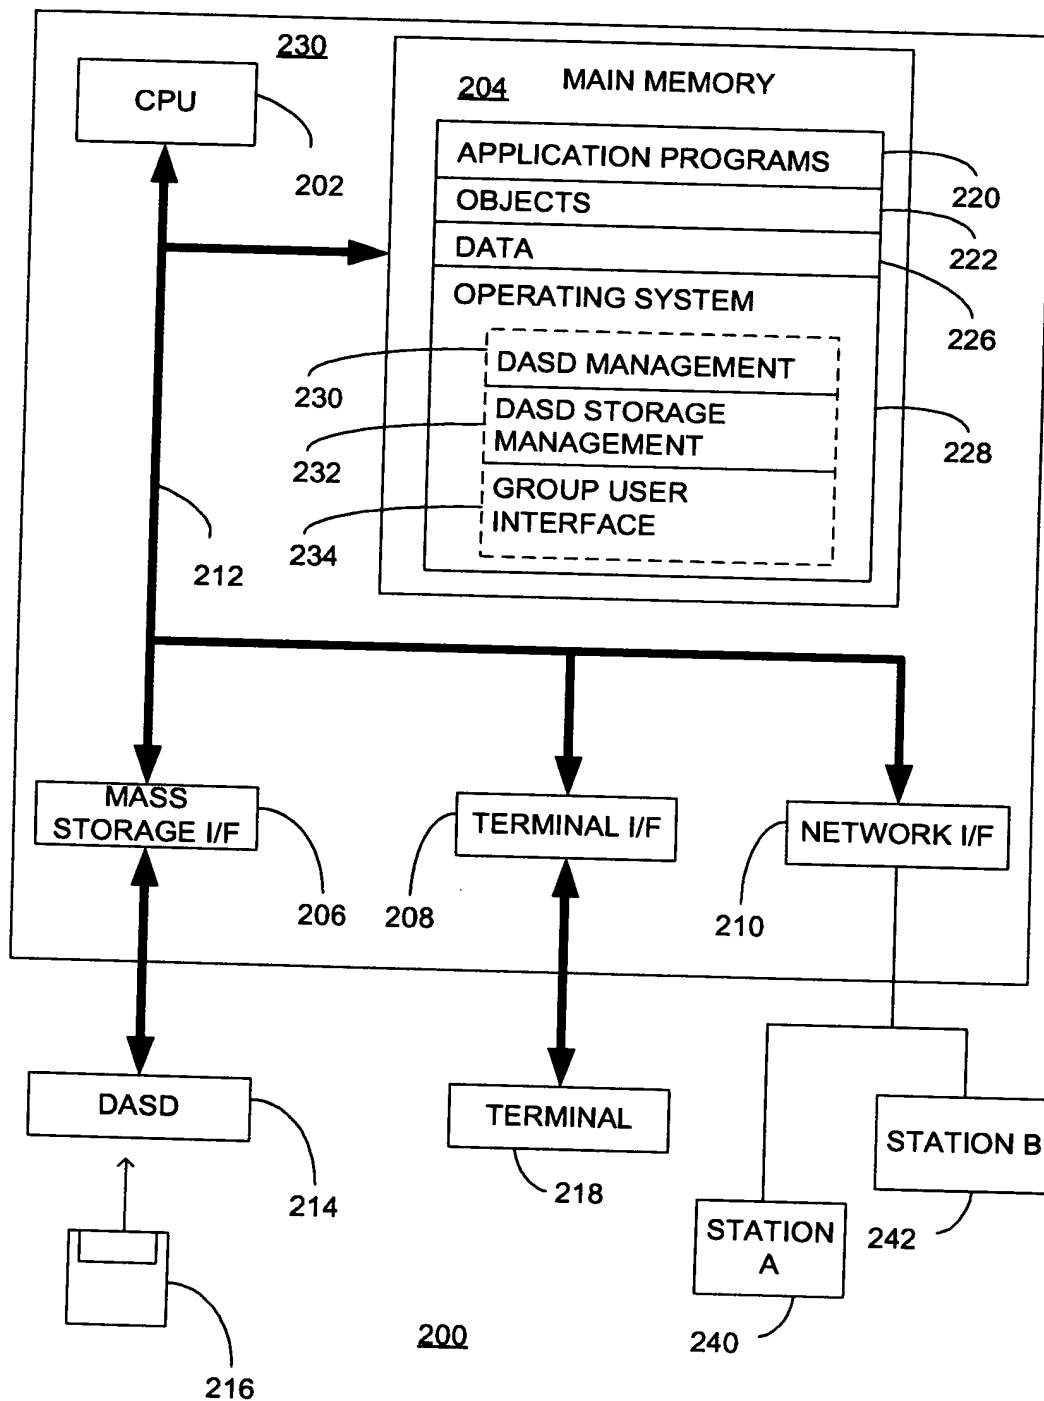 230
CPU
202
204
MAIN MEMORY
APPLICATION PROGRAMS
220
OBJECTS
222
DATA
226
OPERATING SYSTEM
230
DASD MANAGEMENT
232
DASD STORAGE
MANAGEMENT
228
234
GROUP USER
INTERFACE
212
MASS
STORAGE I/F
206
TERMINAL I/F
208
NETWORK I/F
210
DASD
214
TERMINAL
218
STATION B
242
STATION
A
240
216
200